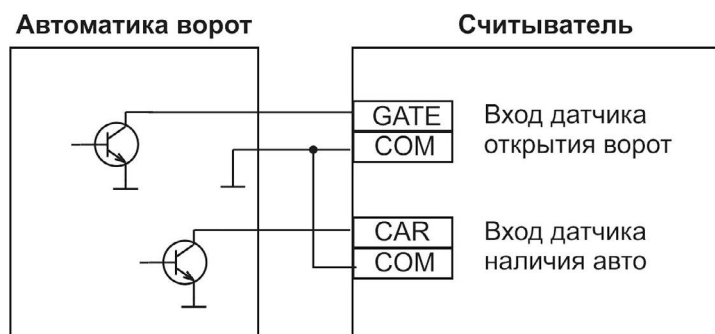 Автоматика ворот
Считыватель
GATE
COM
Вход датчика
открытия ворот
CAR
COM
Вход датчика
наличия авто